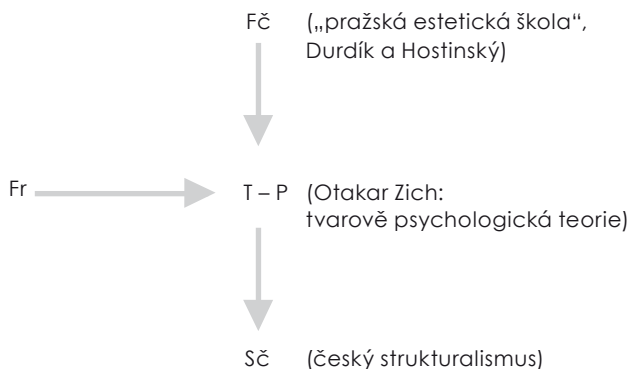 Fč („pražská estetická škola“,
Durdík a Hostinský)
Fr
T – P (Otakar Zich:
tvarově psychologická teorie)
Sč (český strukturalismus)